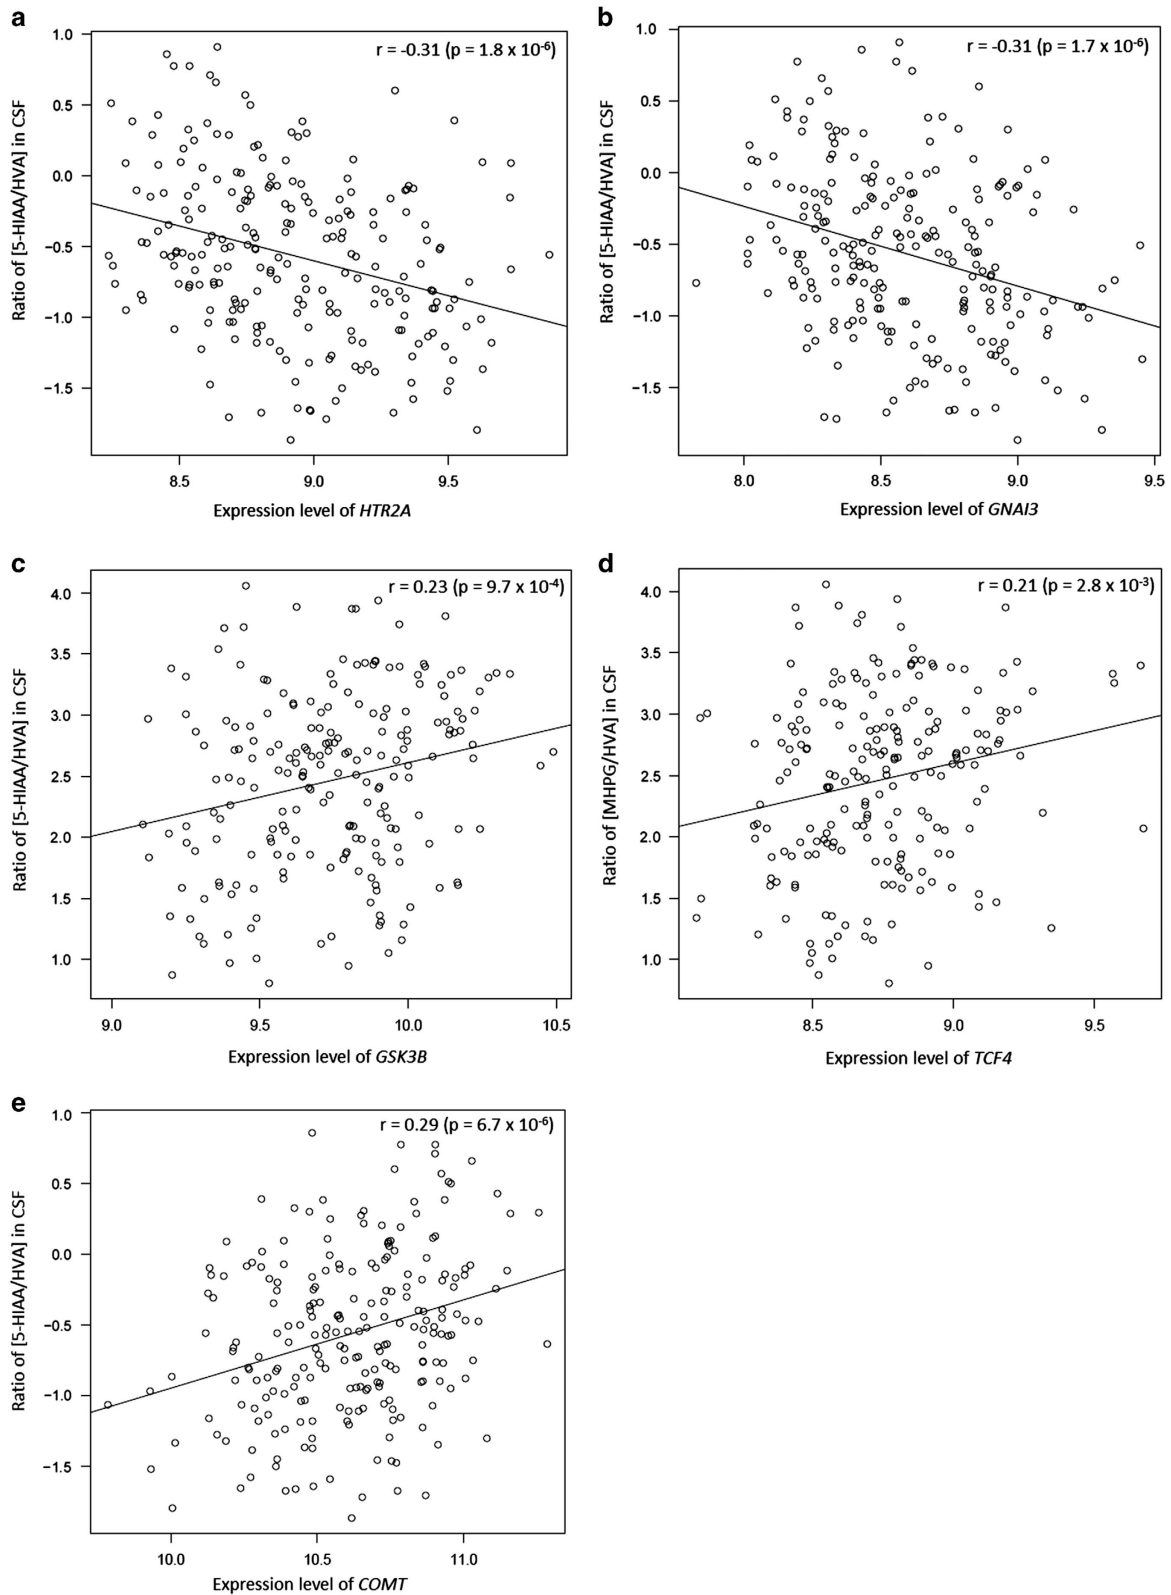 a
r = -0.31 (p = 1.8 x 10⁻⁶)
Ratio of [5-HIAA/HVA] in CSF
1.0
0.5
0.0
−0.5
−1.0
−1.5
8.5 9.0 9.5
Expression level of HTR2A
b
r = -0.31 (p = 1.7 x 10⁻⁶)
Ratio of [5-HIAA/HVA] in CSF
1.0
0.5
0.0
−0.5
−1.0
−1.5
8.0 8.5 9.0 9.5
Expression level of GNAI3
c
r = 0.23 (p = 9.7 x 10⁻⁴)
Ratio of [5-HIAA/HVA] in CSF
4.0
3.5
3.0
2.5
2.0
1.5
1.0
9.0 9.5 10.0 10.5
Expression level of GSK3B
d
r = 0.21 (p = 2.8 x 10⁻³)
Ratio of [MHPG/HVA] in CSF
4.0
3.5
3.0
2.5
2.0
1.5
1.0
8.5 9.0 9.5
Expression level of TCF4
e
r = 0.29 (p = 6.7 x 10⁻⁶)
Ratio of [5-HIAA/HVA] in CSF
1.0
0.5
0.0
−0.5
−1.0
−1.5
10.0 10.5 11.0
Expression level of COMT